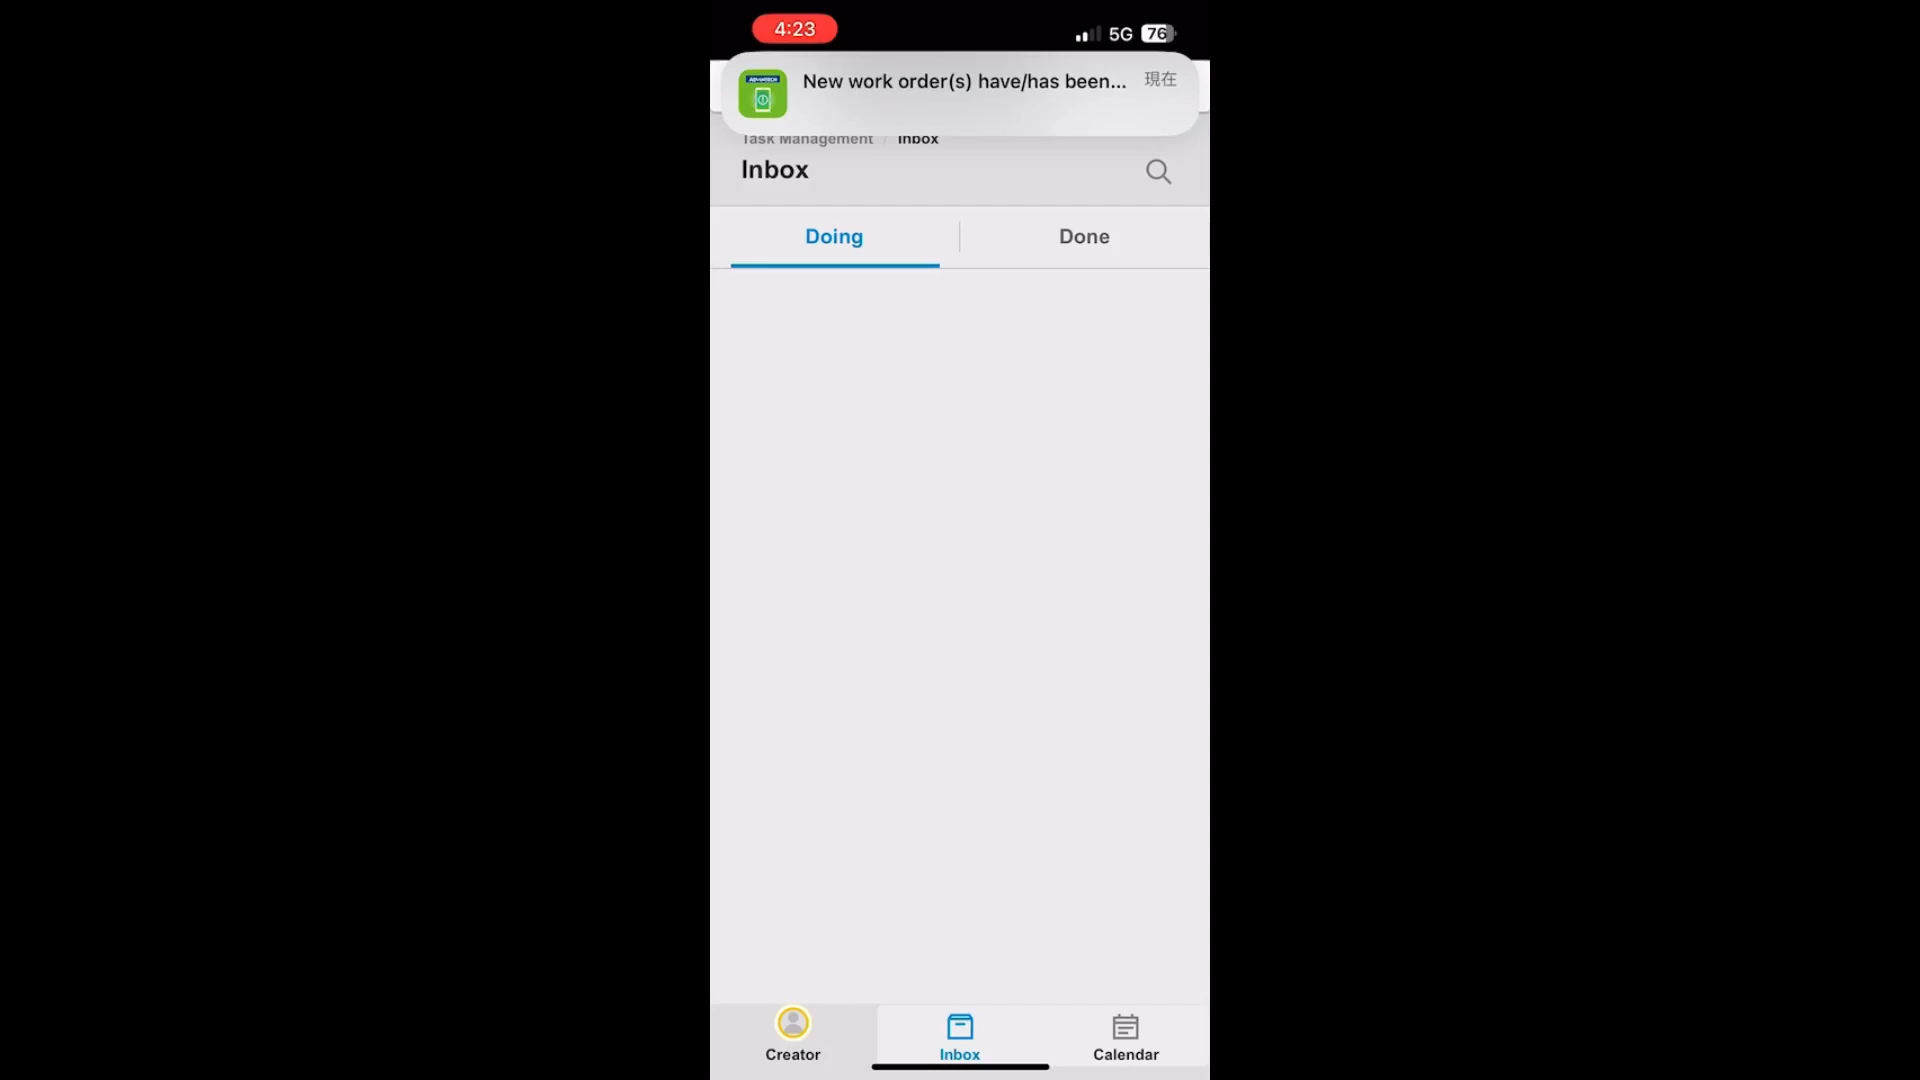 4:23
5G 76
ADVANTECH
New work order(s) have/has been... 現在
Task Management / Inbox
Inbox
Doing
Done
Creator
Inbox
Calendar